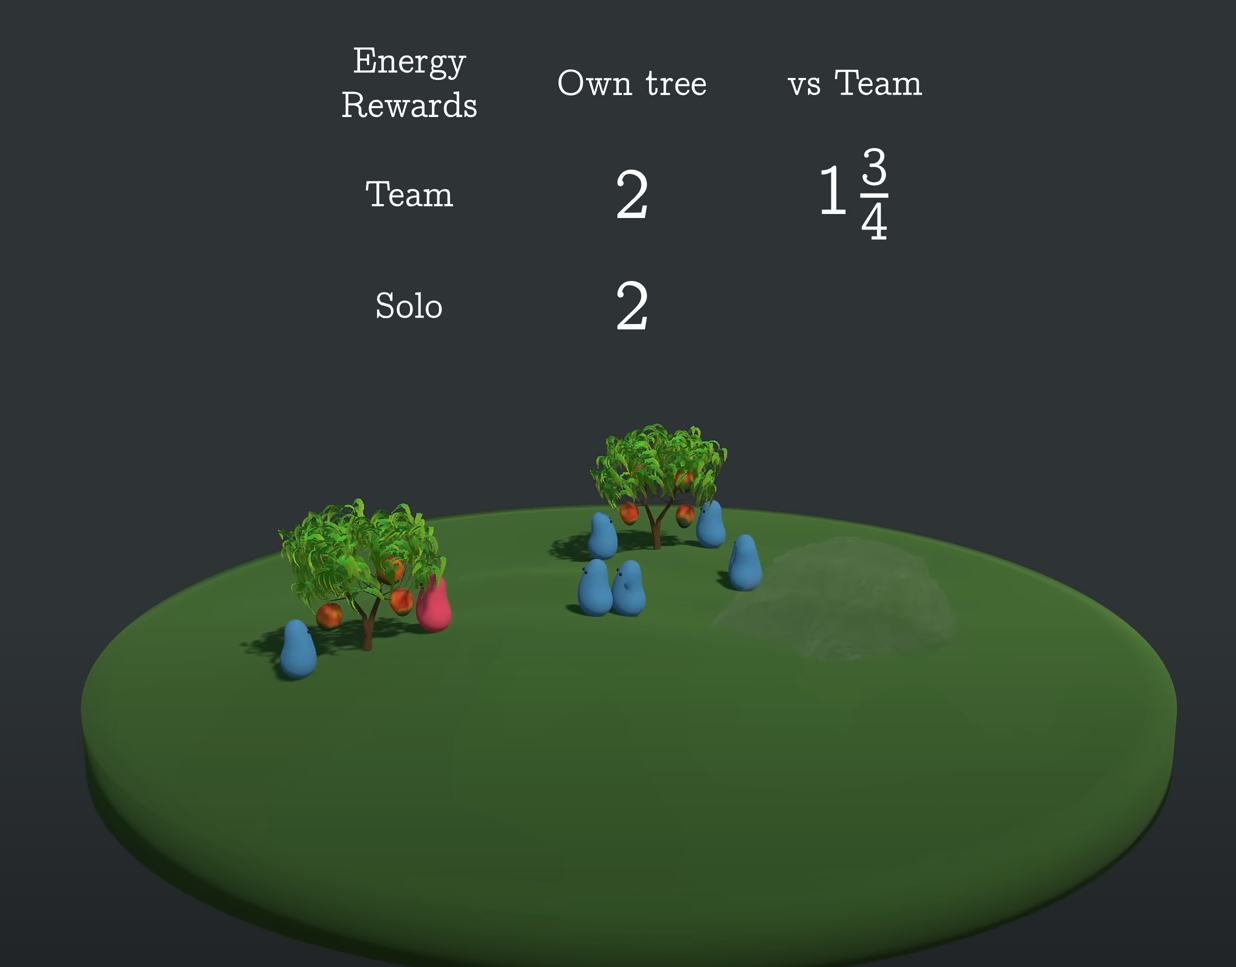 Energy
Rewards
Own tree
vs Team
Team
2
1 3/4
Solo
2